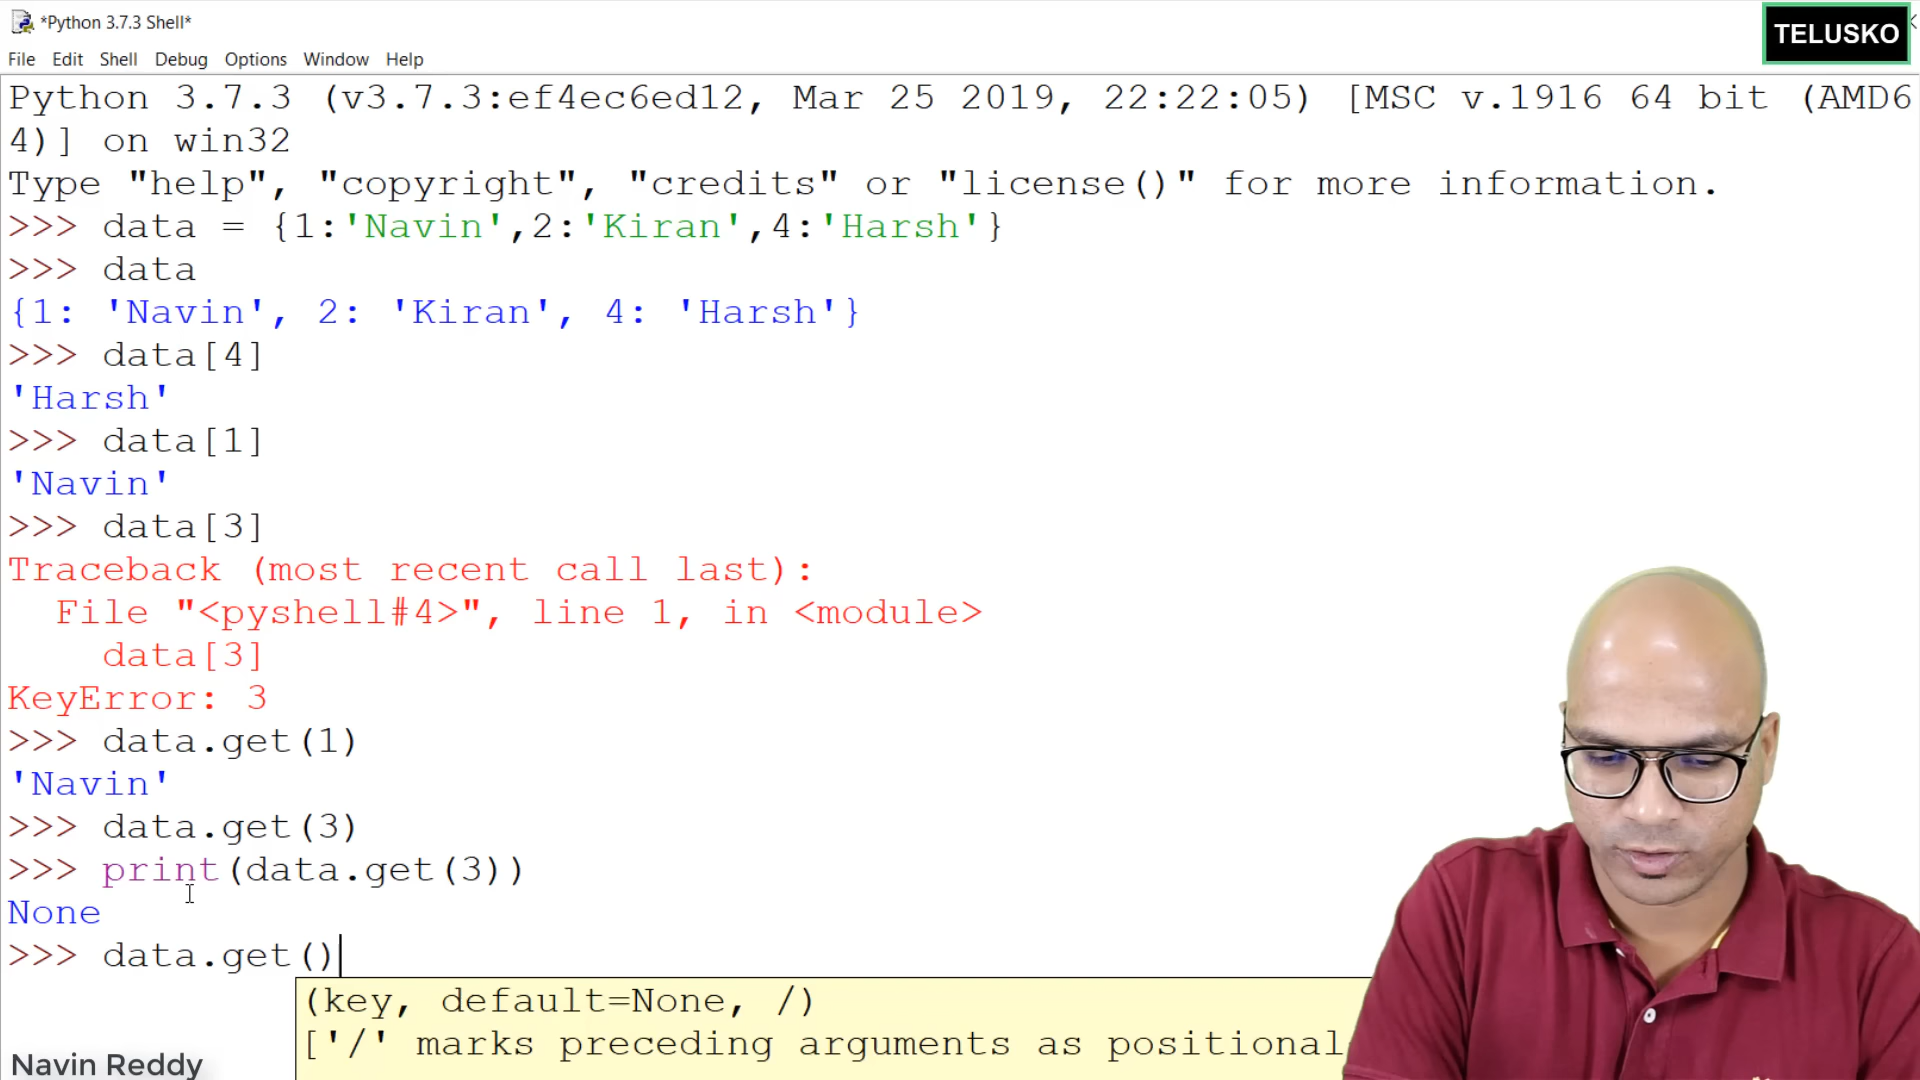 *Python 3.7.3 Shell*
TELUSKO
File Edit Shell Debug Options Window Help
Python 3.7.3 (v3.7.3:ef4ec6ed12, Mar 25 2019, 22:22:05) [MSC v.1916 64 bit (AMD6
4)] on win32
Type "help", "copyright", "credits" or "license()" for more information.
>>> data = {1:'Navin',2:'Kiran',4:'Harsh'}
>>> data
{1: 'Navin', 2: 'Kiran', 4: 'Harsh'}
>>> data[4]
'Harsh'
>>> data[1]
'Navin'
>>> data[3]
Traceback (most recent call last):
  File "<pyshell#4>", line 1, in <module>
    data[3]
KeyError: 3
>>> data.get(1)
'Navin'
>>> data.get(3)
>>> print(data.get(3))
None
>>> data.get()
(key, default=None, /)
['/' marks preceding arguments as positional
Navin Reddy